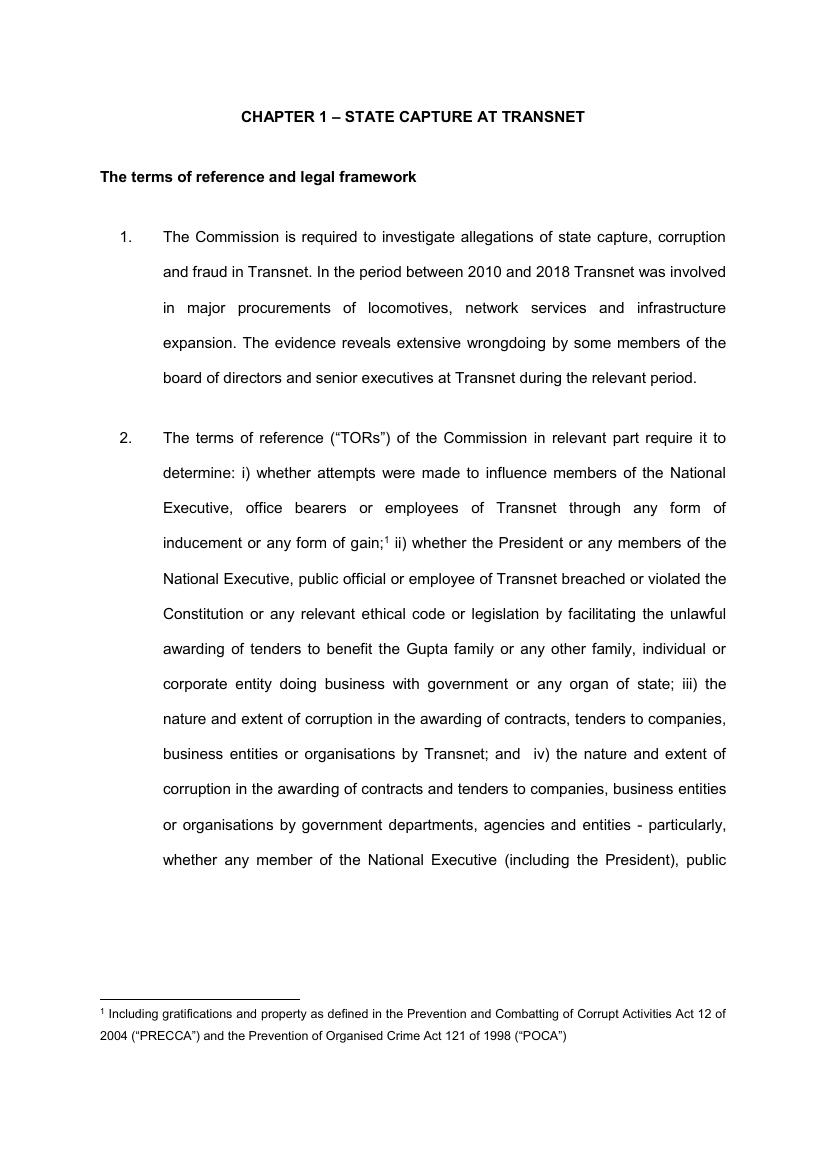 CHAPTER 1 – STATE CAPTURE AT TRANSNET
The terms of reference and legal framework
1. The Commission is required to investigate allegations of state capture, corruption
and fraud in Transnet. In the period between 2010 and 2018 Transnet was involved
in major procurements of locomotives, network services and infrastructure
expansion. The evidence reveals extensive wrongdoing by some members of the
board of directors and senior executives at Transnet during the relevant period.
2. The terms of reference (“TORs”) of the Commission in relevant part require it to
determine: i) whether attempts were made to influence members of the National
Executive, office bearers or employees of Transnet through any form of
inducement or any form of gain;1 ii) whether the President or any members of the
National Executive, public official or employee of Transnet breached or violated the
Constitution or any relevant ethical code or legislation by facilitating the unlawful
awarding of tenders to benefit the Gupta family or any other family, individual or
corporate entity doing business with government or any organ of state; iii) the
nature and extent of corruption in the awarding of contracts, tenders to companies,
business entities or organisations by Transnet; and iv) the nature and extent of
corruption in the awarding of contracts and tenders to companies, business entities
or organisations by government departments, agencies and entities - particularly,
whether any member of the National Executive (including the President), public
1 Including gratifications and property as defined in the Prevention and Combatting of Corrupt Activities Act 12 of
2004 (“PRECCA”) and the Prevention of Organised Crime Act 121 of 1998 (“POCA”)